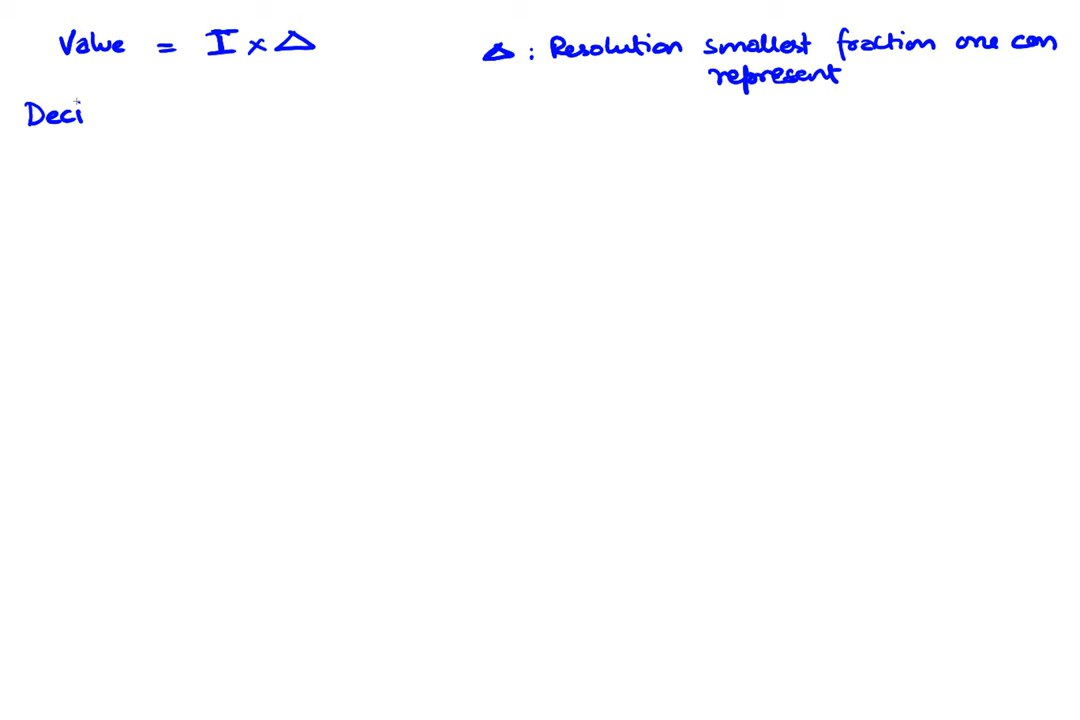 Value = I × Δ
Δ : Resolution smallest fraction one can
represent
Deci